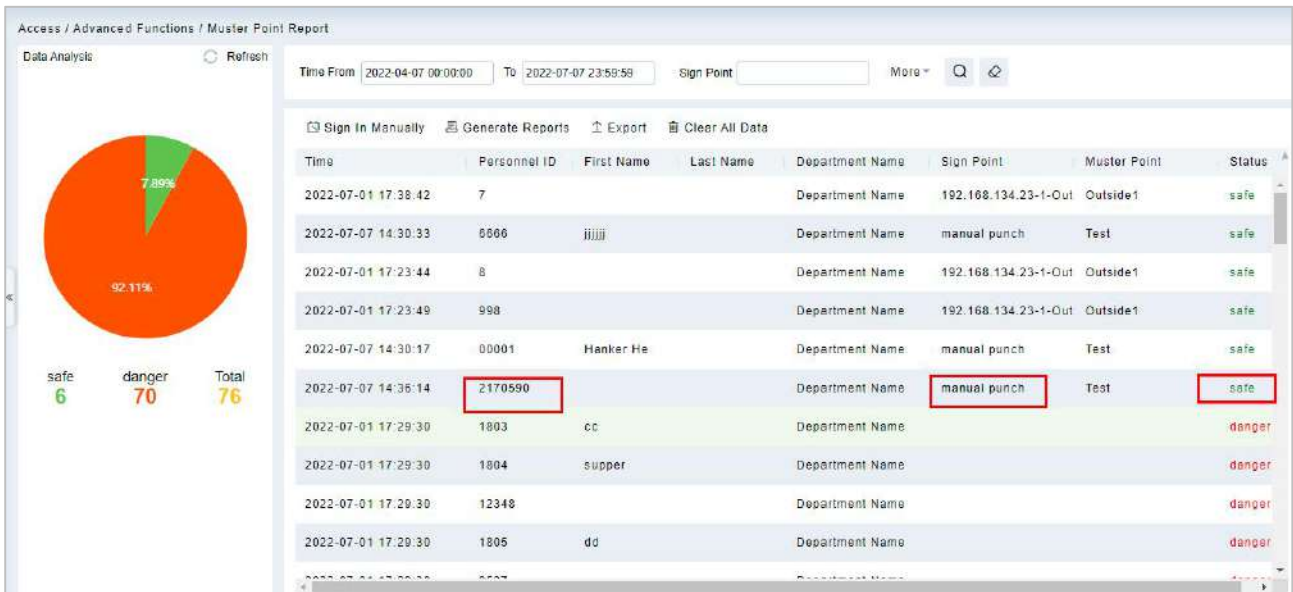 Access / Advanced Functions / Muster Point Report
Data Analysis Refresh
Time From 2022-04-07 00:00:00 To 2022-07-07 23:59:59 Sign Point More
Sign In Manually Generate Reports Export Clear All Data
Time Personnel ID First Name Last Name Department Name Sign Point Muster Point Status
2022-07-01 17:38:42 7 Department Name 192.168.134.23-1-Out Outside1 safe
2022-07-07 14:30:33 6666 jjjjjj Department Name manual punch Test safe
2022-07-01 17:23:44 8 Department Name 192.168.134.23-1-Out Outside1 safe
2022-07-01 17:23:49 998 Department Name 192.168.134.23-1-Out Outside1 safe
2022-07-07 14:30:17 00001 Hanker He Department Name manual punch Test safe
2022-07-07 14:36:14 2170590 Department Name manual punch Test safe
2022-07-01 17:29:30 1803 cc Department Name danger
2022-07-01 17:29:30 1804 supper Department Name danger
2022-07-01 17:29:30 12348 Department Name danger
2022-07-01 17:29:30 1805 dd Department Name danger
7.89%
92.11%
safe danger Total
6 70 76